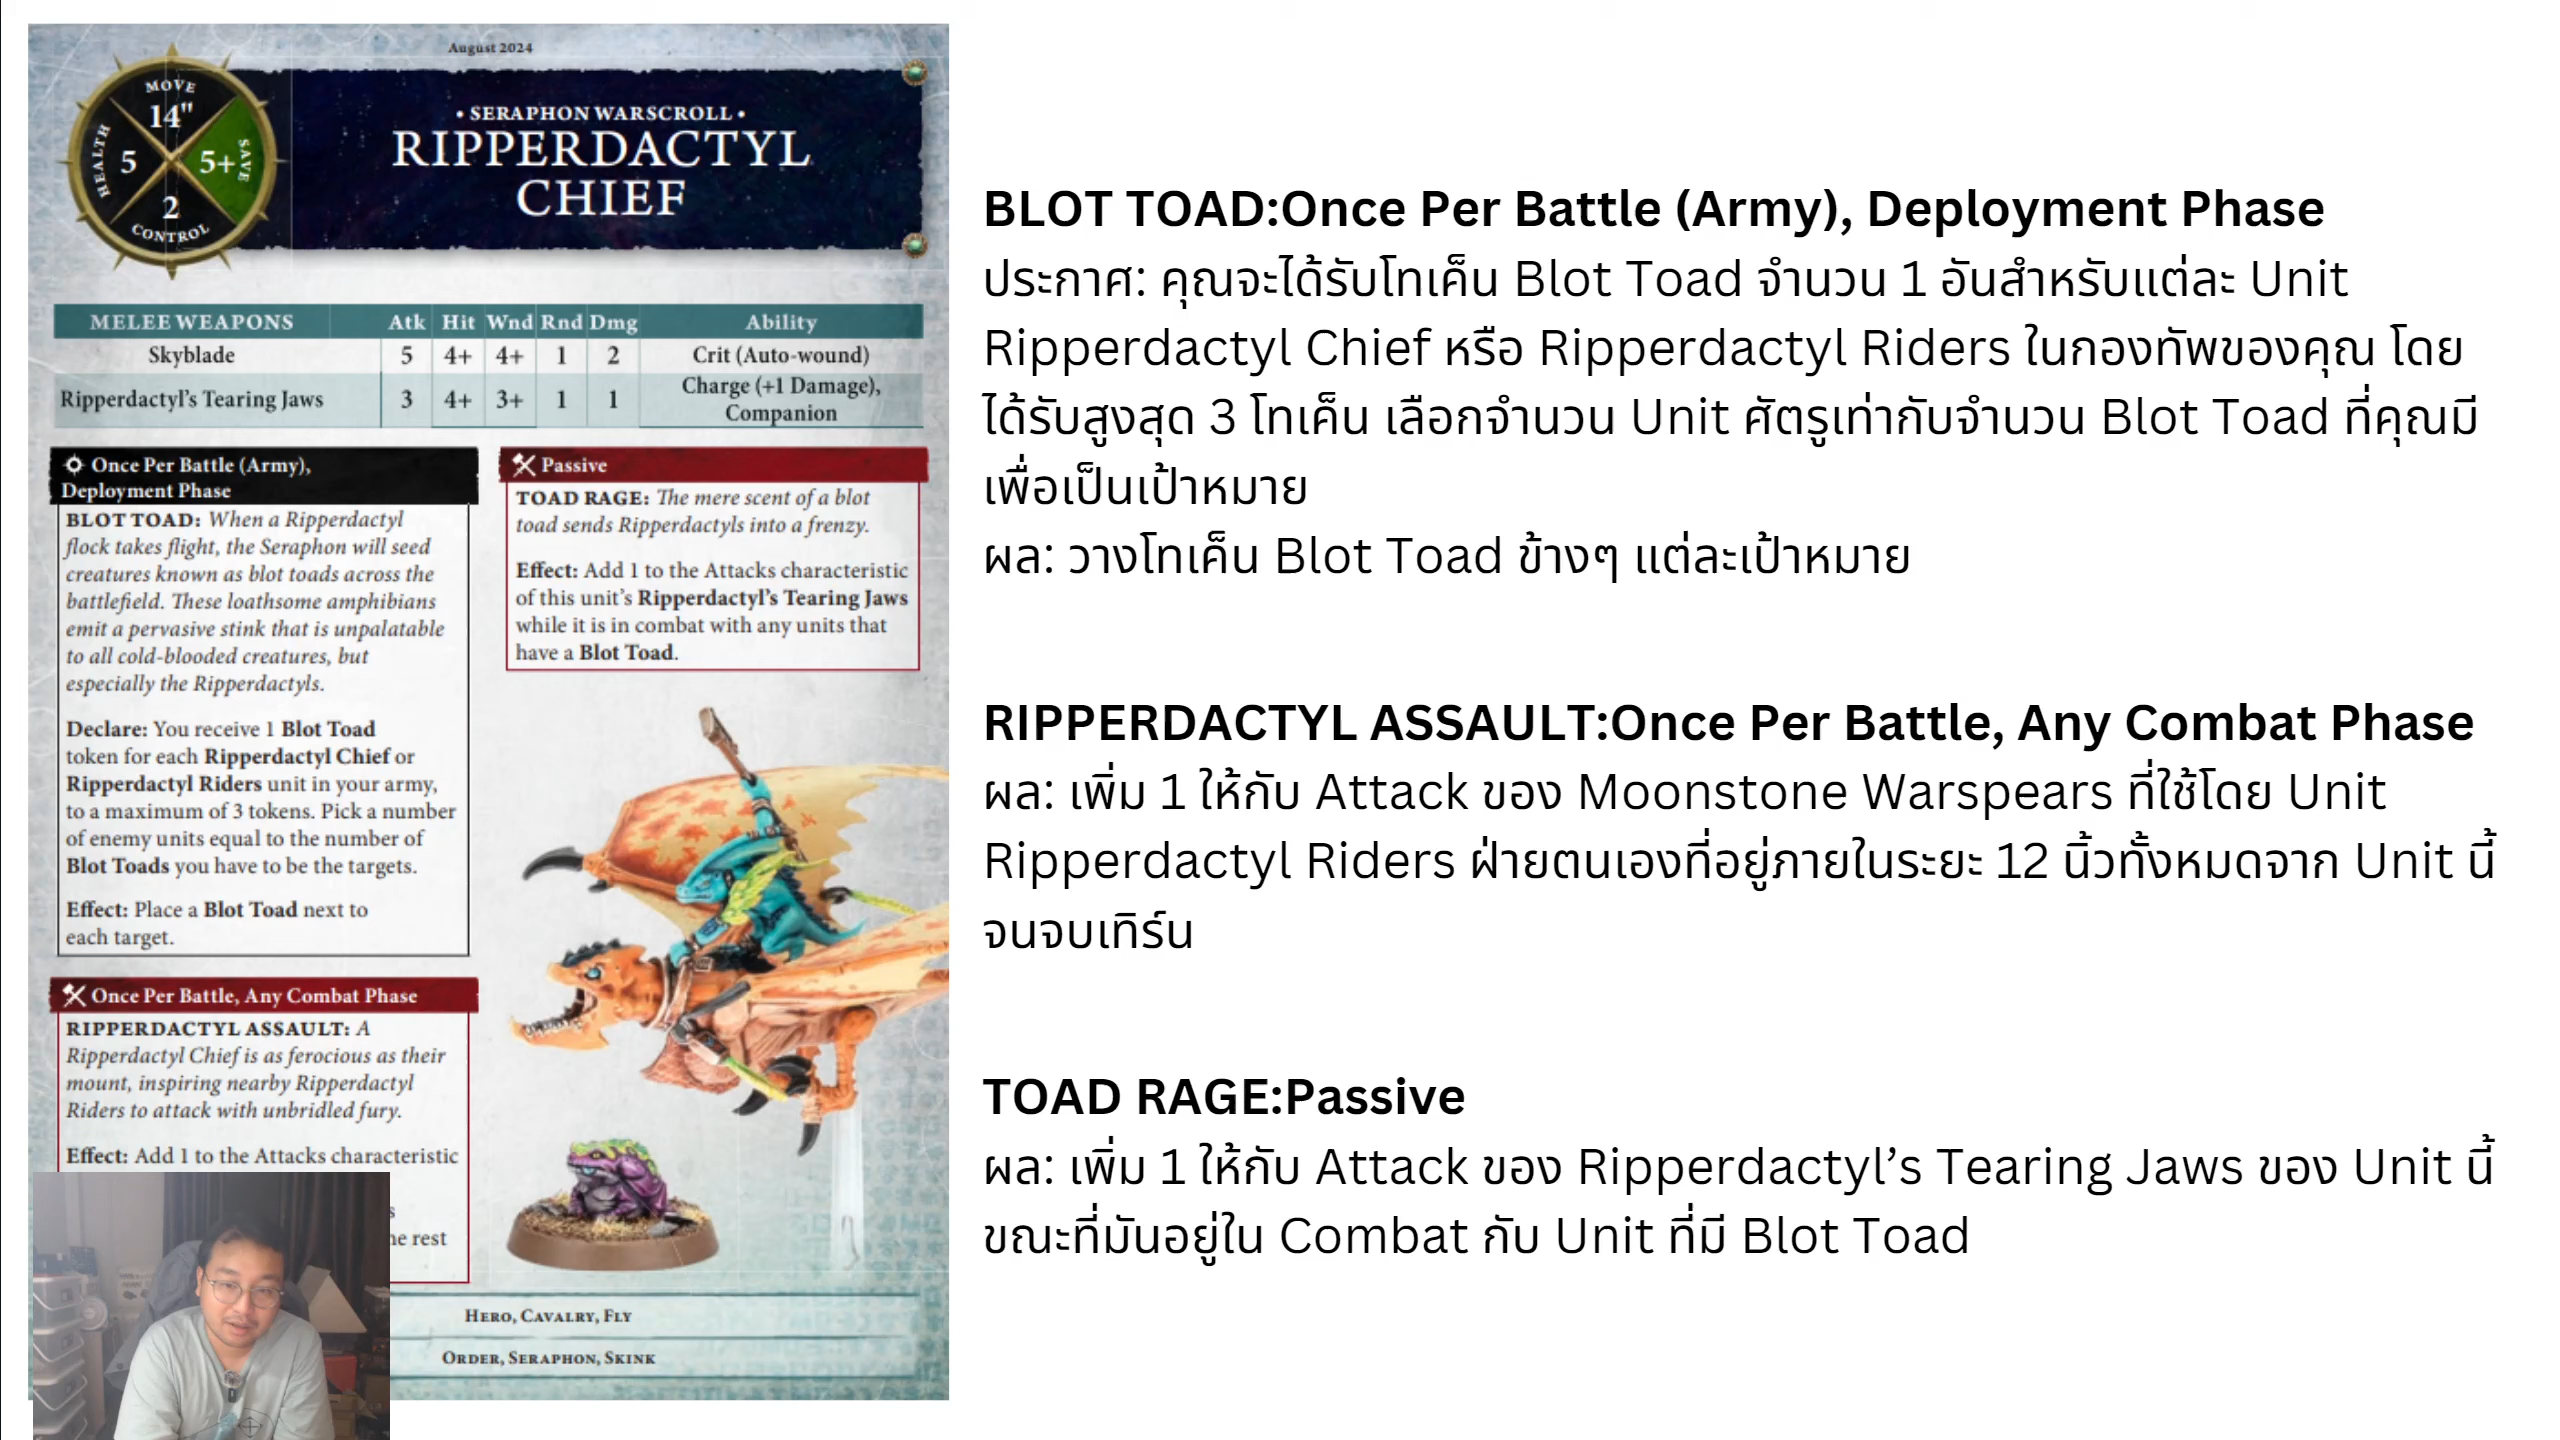 August 2024
MOVE
14"
HEALTH
5
5+
SAVE
2
CONTROL
• SERAPHON WARSCROLL •
RIPPERDACTYL
CHIEF
MELEE WEAPONS Atk Hit Wnd Rnd Dmg Ability
Skyblade 5 4+ 4+ 1 2 Crit (Auto-wound)
Ripperdactyl's Tearing Jaws 3 4+ 3+ 1 1 Charge (+1 Damage), Companion
Once Per Battle (Army),
Deployment Phase
BLOT TOAD: When a Ripperdactyl
flock takes flight, the Seraphon will seed
creatures known as blot toads across the
battlefield. These loathsome amphibians
emit a pervasive stink that is unpalatable
to all cold-blooded creatures, but
especially the Ripperdactyls.
Declare: You receive 1 Blot Toad
token for each Ripperdactyl Chief or
Ripperdactyl Riders unit in your army,
to a maximum of 3 tokens. Pick a number
of enemy units equal to the number of
Blot Toads you have to be the targets.
Effect: Place a Blot Toad next to
each target.
Once Per Battle, Any Combat Phase
RIPPERDACTYL ASSAULT: A
Ripperdactyl Chief is as ferocious as their
mount, inspiring nearby Ripperdactyl
Riders to attack with unbridled fury.
Effect: Add 1 to the Attacks characteristic
rest
Passive
TOAD RAGE: The mere scent of a blot
toad sends Ripperdactyls into a frenzy.
Effect: Add 1 to the Attacks characteristic
of this unit's Ripperdactyl's Tearing Jaws
while it is in combat with any units that
have a Blot Toad.
HERO, CAVALRY, FLY
ORDER, SERAPHON, SKINK
BLOT TOAD:Once Per Battle (Army), Deployment Phase
ประกาศ: คุณจะได้รับโทเค็น Blot Toad จำนวน 1 อันสำหรับแต่ละ Unit
Ripperdactyl Chief หรือ Ripperdactyl Riders ในกองทัพของคุณ โดย
ได้รับสูงสุด 3 โทเค็น เลือกจำนวน Unit ศัตรูเท่ากับจำนวน Blot Toad ที่คุณมี
เพื่อเป็นเป้าหมาย
ผล: วางโทเค็น Blot Toad ข้างๆ แต่ละเป้าหมาย
RIPPERDACTYL ASSAULT:Once Per Battle, Any Combat Phase
ผล: เพิ่ม 1 ให้กับ Attack ของ Moonstone Warspears ที่ใช้โดย Unit
Ripperdactyl Riders ฝ่ายตนเองที่อยู่ภายในระยะ 12 นิ้วทั้งหมดจาก Unit นี้
จนจบเทิร์น
TOAD RAGE:Passive
ผล: เพิ่ม 1 ให้กับ Attack ของ Ripperdactyl’s Tearing Jaws ของ Unit นี้
ขณะที่มันอยู่ใน Combat กับ Unit ที่มี Blot Toad